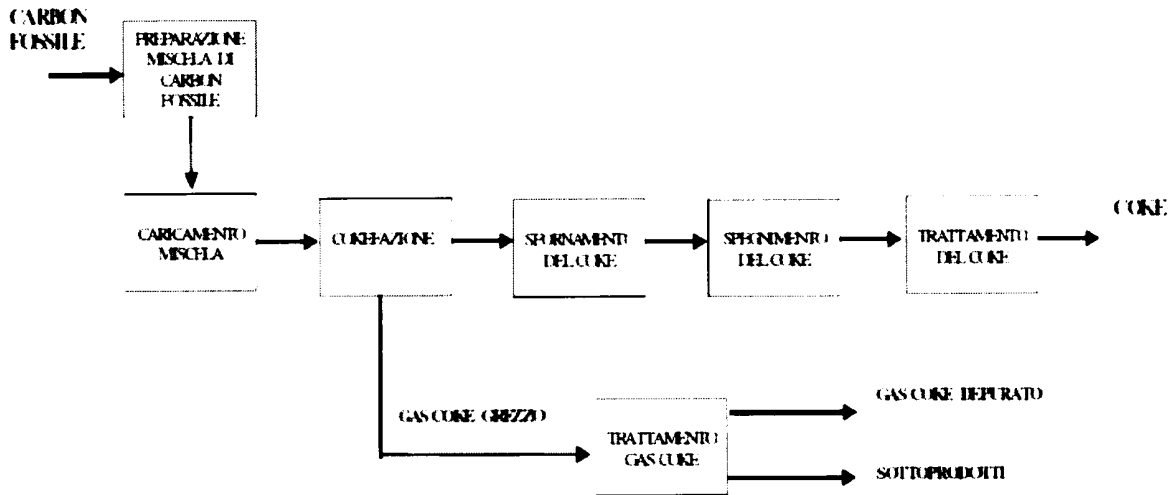 CARBON
FOSSILE
PREPARAZIONE
MISCELA DI
CARBON
FOSSILE
CARICAMENTO
MISCELA
COKEFAZIONE
SFORNAMENTO
DEL COKE
SPEGNIMENTO
DEL COKE
TRATTAMENTO
DEL COKE
COKE
GAS COKE GREZZO
TRATTAMENTO
GAS COKE
GAS COKE DEPURATO
SOTTOPRODOTTI